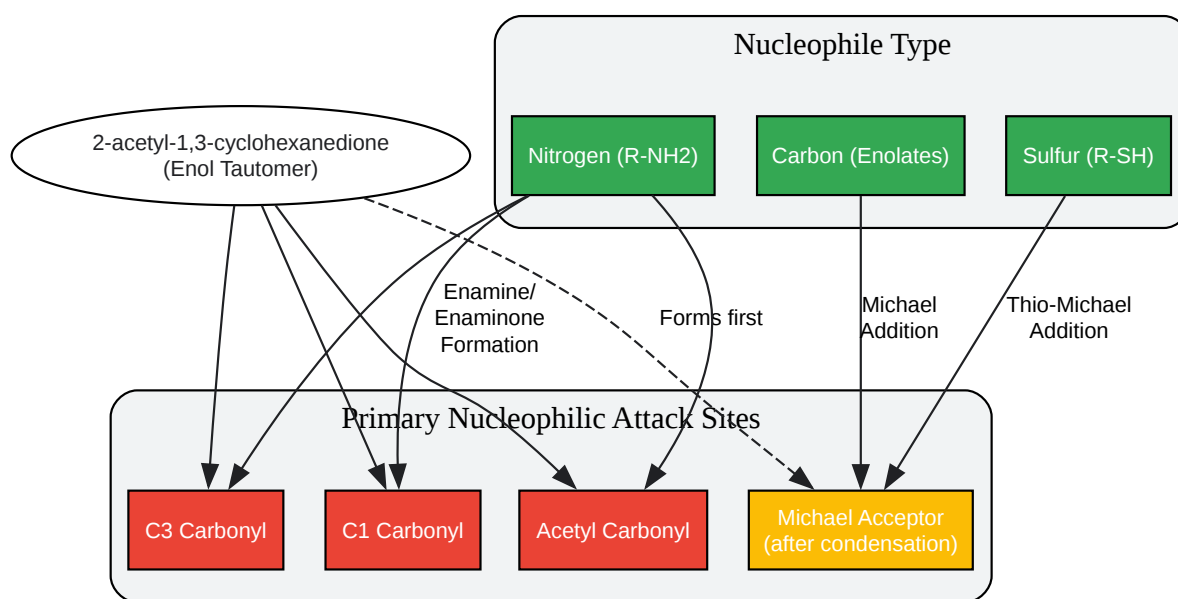 Nucleophile Type
2-acetyl-1,3-cyclohexanedione
(Enol Tautomer)
Nitrogen (R-NH2)
Carbon (Enolates)
Sulfur (R-SH)
Enamine/
Enaminone
Formation
Forms first
Michael
Addition
Thio-Michael
Addition
Primary Nucleophilic Attack Sites
C3 Carbonyl
C1 Carbonyl
Acetyl Carbonyl
Michael Acceptor
(after condensation)